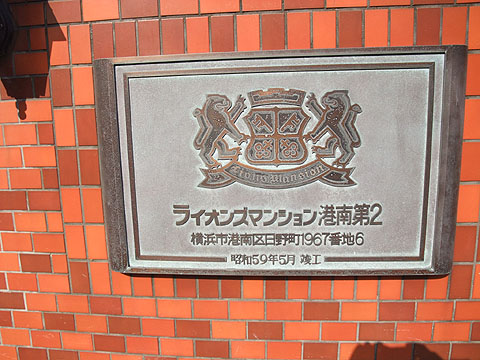 Lions Mansion
ライオンズマンション港南第2
横浜市港南区日野町1967番地6
昭和59年5月 竣工